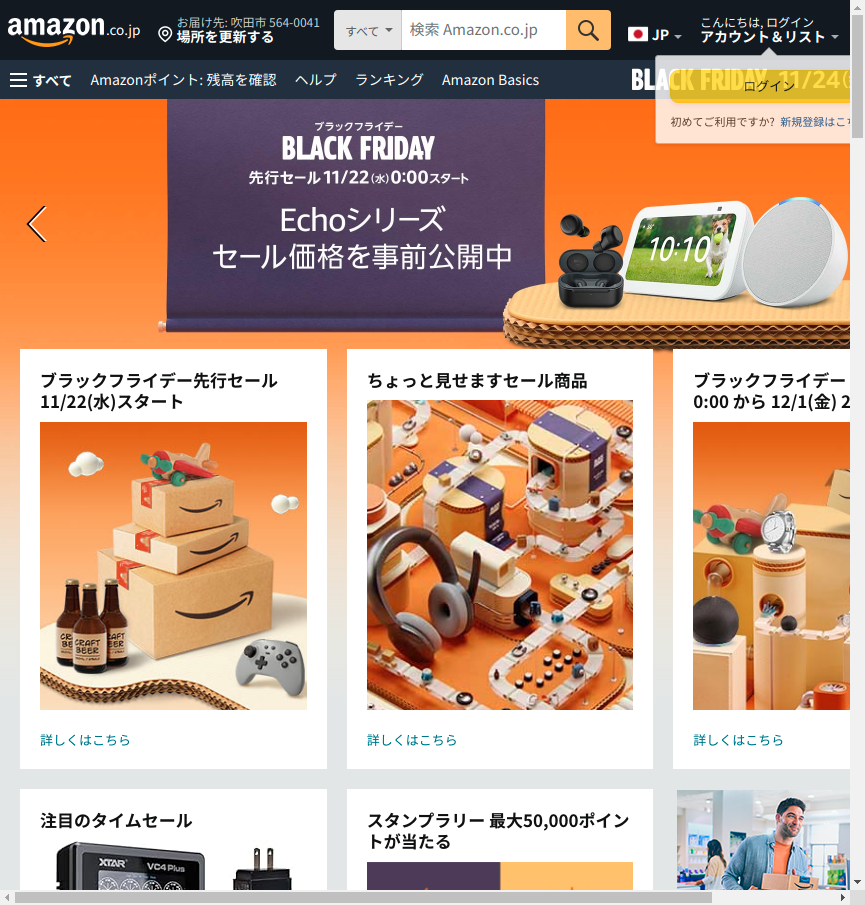 amazon.co.jp
お届け先: 吹田市 564-0041
場所を更新する
すべて
検索 Amazon.co.jp
JP
こんにちは, ログイン
アカウント＆リスト
すべて
Amazonポイント: 残高を確認
ヘルプ
ランキング
Amazon Basics
BLACK FRIDAY 11/24(
ログイン
初めてご利用ですか? 新規登録はこ
ブラックフライデー
BLACK FRIDAY
先行セール 11/22(水)0:00スタート
Echoシリーズ
セール価格を事前公開中
10:10
ブラックフライデー先行セール
11/22(水)スタート
CRAFT
BEER
詳しくはこちら
ちょっと見せますセール商品
詳しくはこちら
ブラックフライデー
0:00 から 12/1(金) 2
詳しくはこちら
注目のタイムセール
XTAR
VC4 Plus
スタンプラリー 最大50,000ポイン
トが当たる